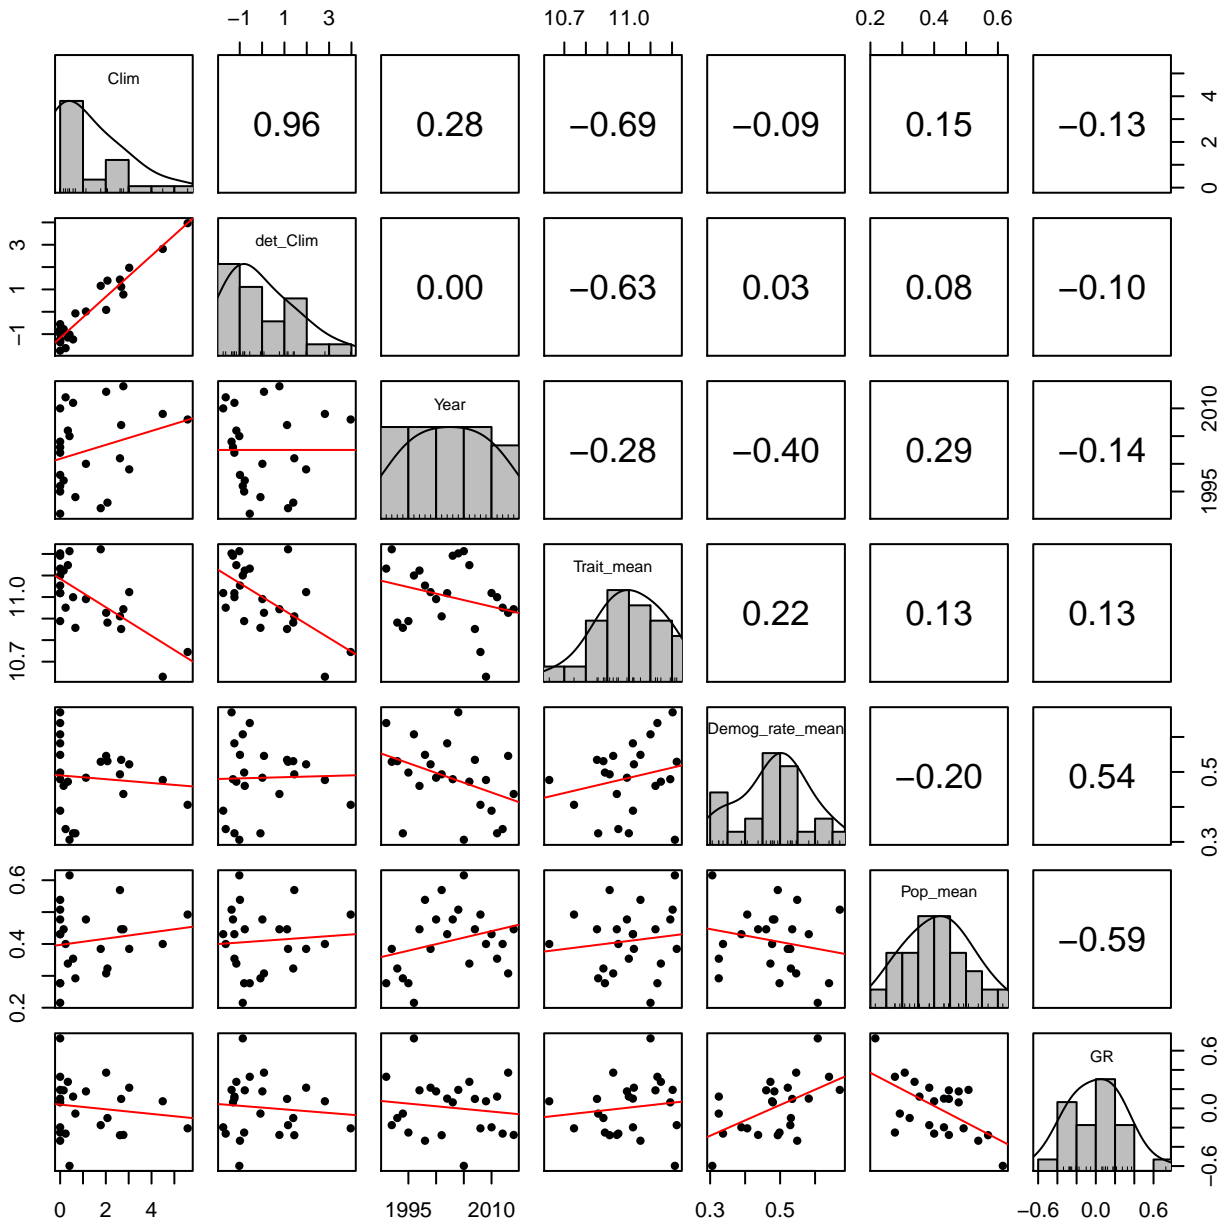 −1 1 3 10.7 11.0 0.2 0.4 0.6
Clim 0.96 0.28 −0.69 −0.09 0.15 −0.13 0 2 4
−1 1 3 det_Clim 0.00 −0.63 0.03 0.08 −0.10
Year −0.28 −0.40 0.29 −0.14 1995 2010
10.7 11.0 Trait_mean 0.22 0.13 0.13
Demog_rate_mean −0.20 0.54 0.3 0.5
0.2 0.4 0.6 Pop_mean −0.59
GR −0.6 0.0 0.6
0 2 4 1995 2010 0.3 0.5 −0.6 0.0 0.6